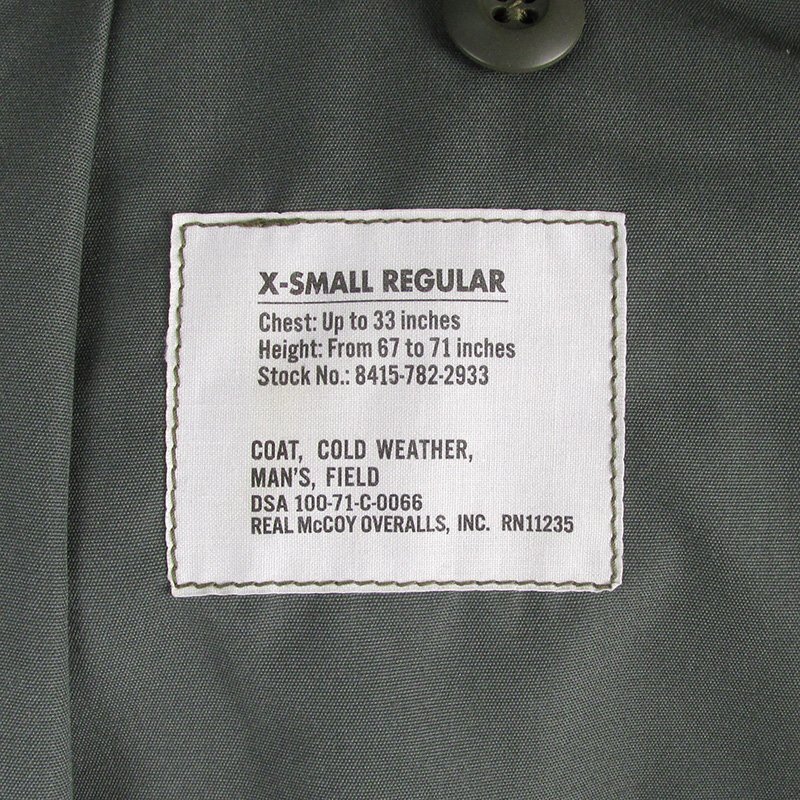 X-SMALL REGULAR
Chest: Up to 33 inches
Height: From 67 to 71 inches
Stock No.: 8415-782-2933
COAT, COLD WEATHER,
MAN'S, FIELD
DSA 100-71-C-0066
REAL McCOY OVERALLS, INC. RN11235